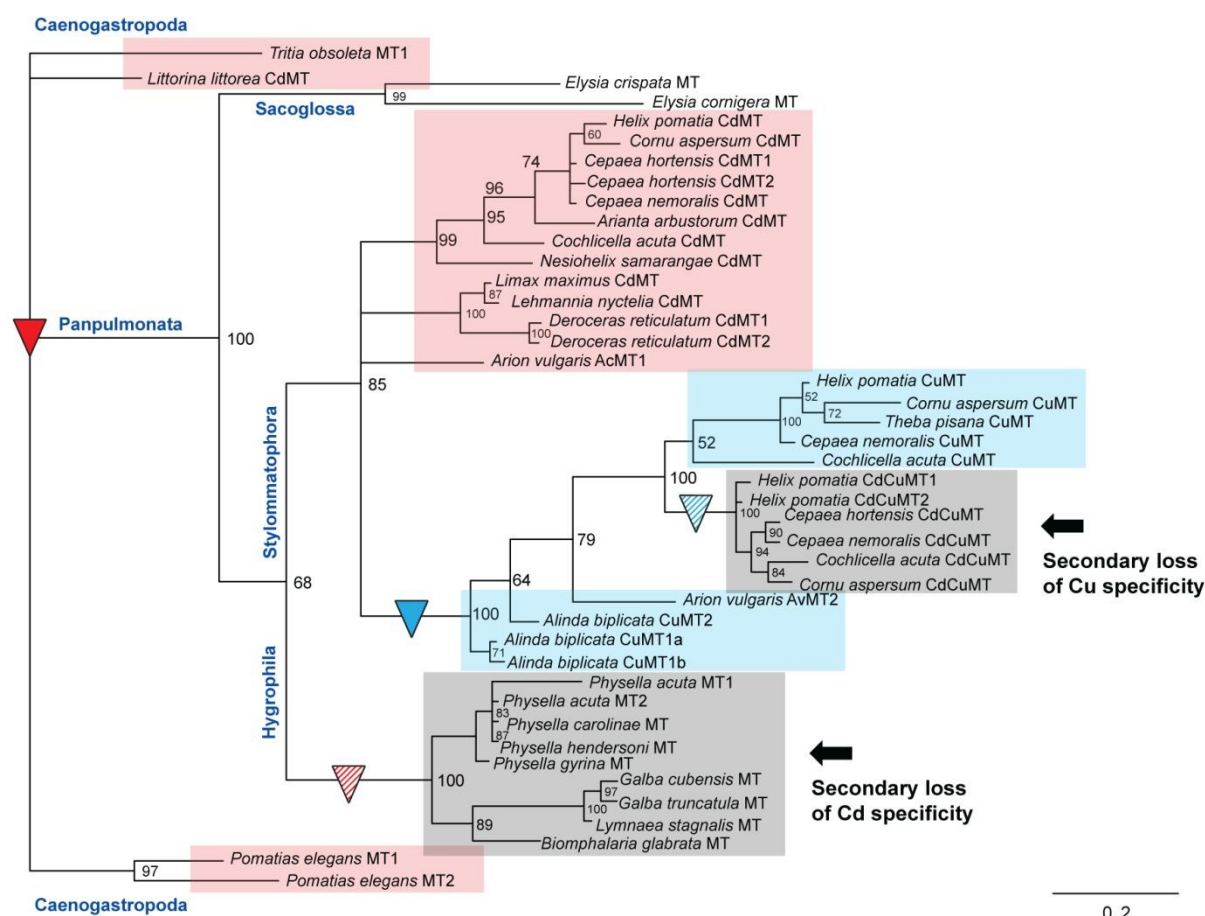 Caenogastropoda
Tritia obsoleta MT1
Littorina littorea CdMT
Elysia crispata MT
99
Sacoglossa
Elysia cornigera MT
Helix pomatia CdMT
60
Cornu aspersum CdMT
74
Cepaea hortensis CdMT1
Cepaea hortensis CdMT2
96
Cepaea nemoralis CdMT
95
Arianta arbustorum CdMT
99
Cochlicella acuta CdMT
Nesiohelix samarangae CdMT
Limax maximus CdMT
87
Lehmannia nyctelia CdMT
100
Deroceras reticulatum CdMT1
100
Deroceras reticulatum CdMT2
Panpulmonata
100
Arion vulgaris AcMT1
85
Helix pomatia CuMT
52
Cornu aspersum CuMT
72
Theba pisana CuMT
100
Cepaea nemoralis CuMT
52
Cochlicella acuta CuMT
Stylommatophora
100
Helix pomatia CdCuMT1
Helix pomatia CdCuMT2
100
Cepaea hortensis CdCuMT
90
Cepaea nemoralis CdCuMT
94
Cochlicella acuta CdCuMT
84
Cornu aspersum CdCuMT
Secondary loss
of Cu specificity
79
68
64
Arion vulgaris AvMT2
100
Alinda biplicata CuMT2
Alinda biplicata CuMT1a
71
Alinda biplicata CuMT1b
Hygrophila
Physella acuta MT1
Physella acuta MT2
83
Physella carolinae MT
87
Physella hendersoni MT
Physella gyrina MT
100
Galba cubensis MT
97
Galba truncatula MT
100
Lymnaea stagnalis MT
89
Biomphalaria glabrata MT
Secondary loss
of Cd specificity
Pomatias elegans MT1
97
Pomatias elegans MT2
Caenogastropoda
0.2